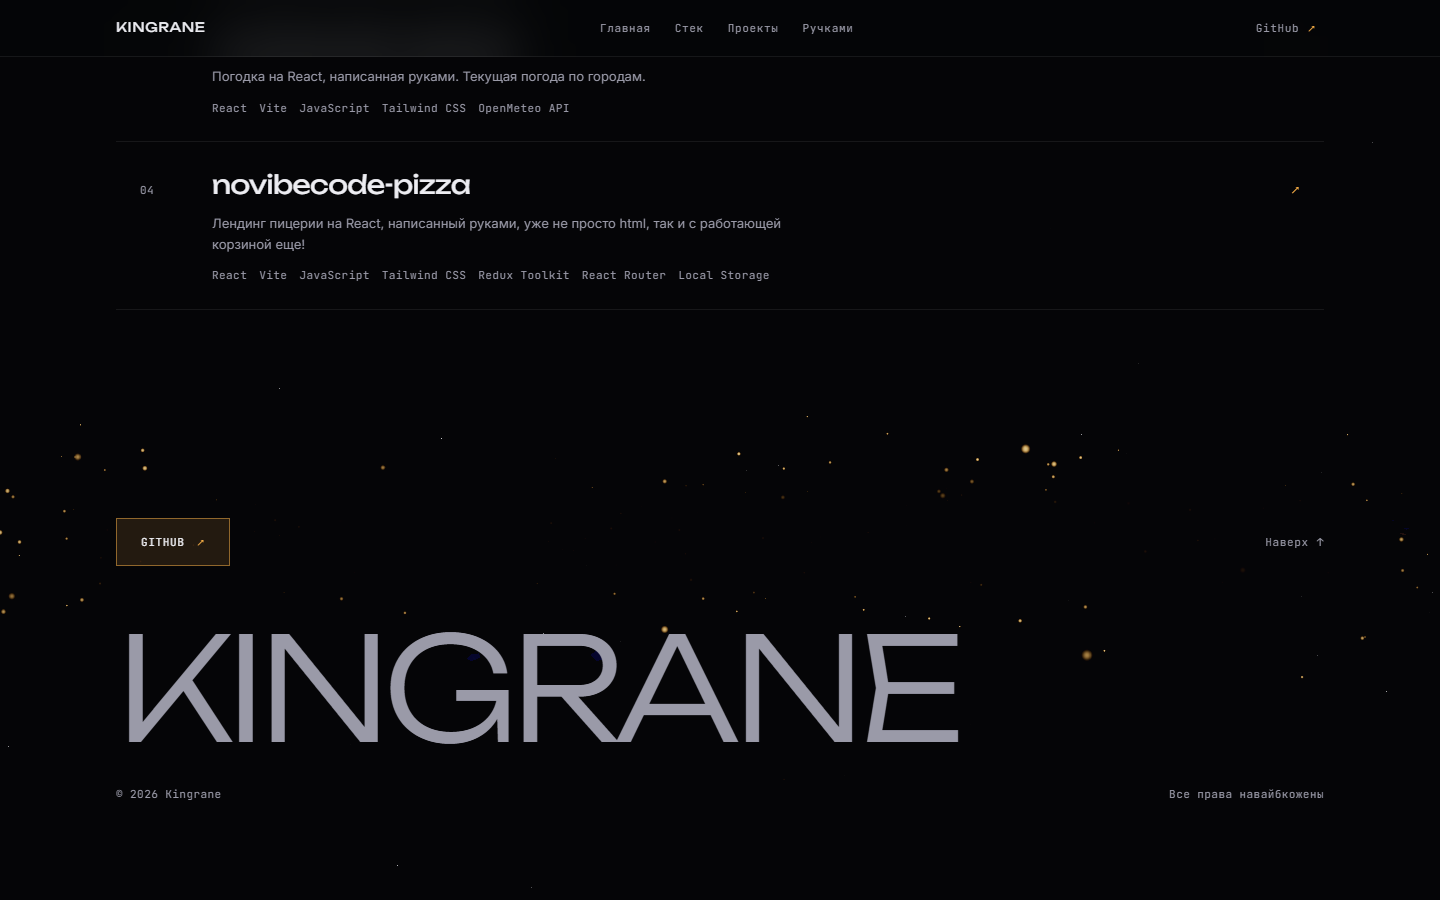 KINGRANE
Главная Стек Проекты Ручками
GitHub ↗
Погодка на React, написанная руками. Текущая погода по городам.
React Vite JavaScript Tailwind CSS OpenMeteo API
04
novibecode-pizza
↗
Лендинг пицерии на React, написанный руками, уже не просто html, так и с работающей
корзиной еще!
React Vite JavaScript Tailwind CSS Redux Toolkit React Router Local Storage
GITHUB ↗
Наверх ↑
KINGRANE
© 2026 Kingrane
Все права навайбкожены